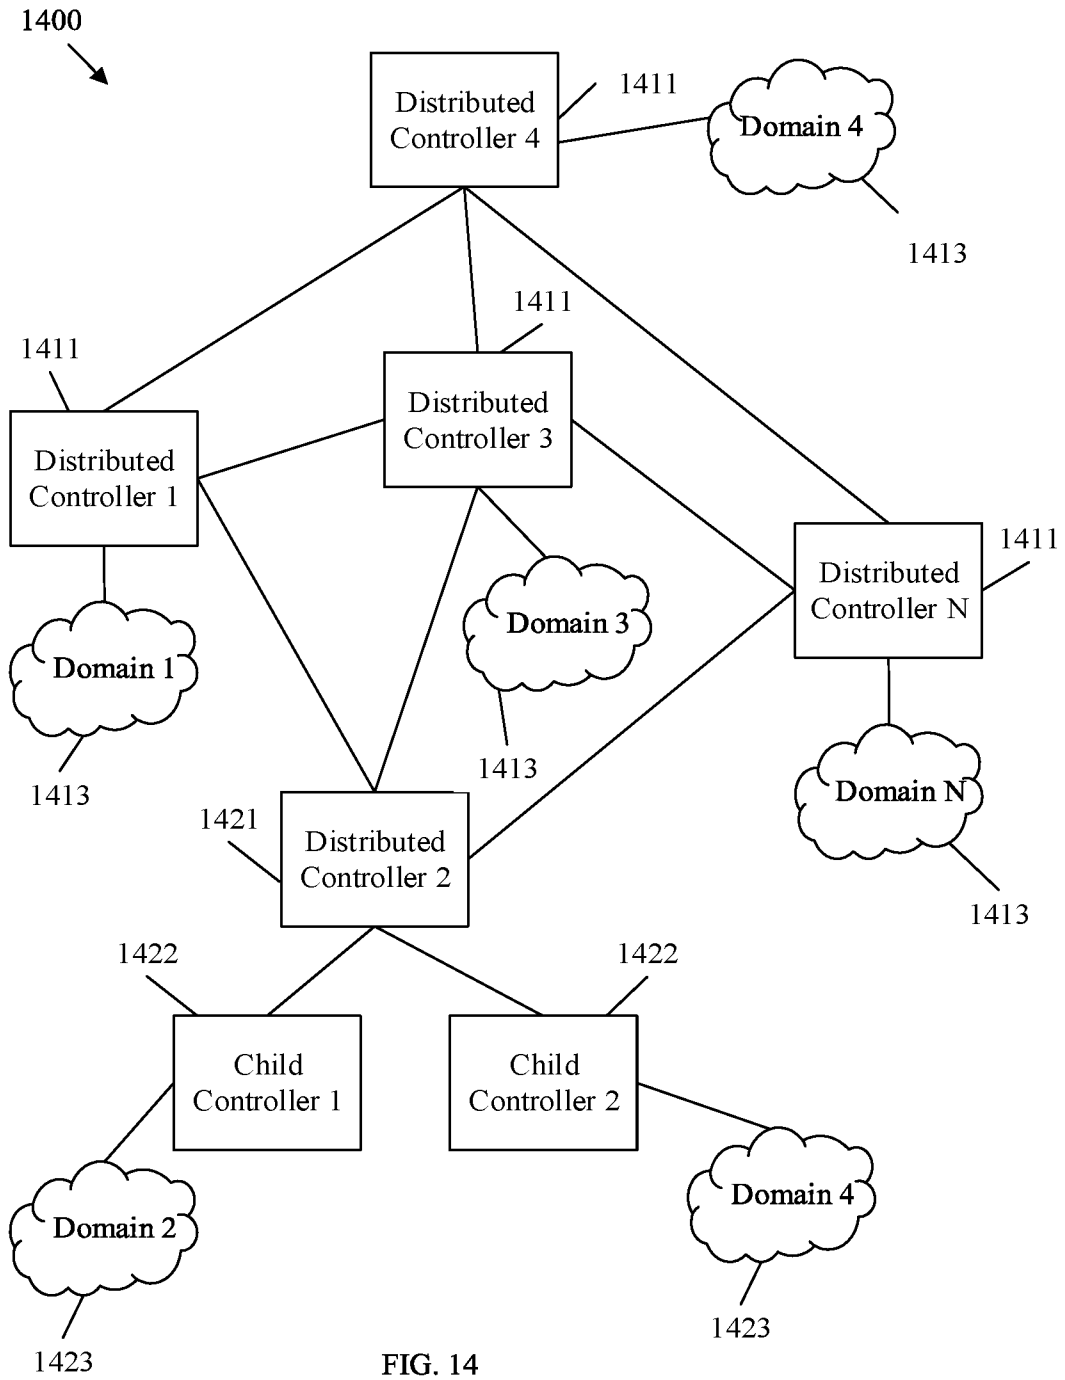 1400
Distributed
Controller 4
1411
Domain 4
1413
1411
1411
Distributed
Controller 3
Distributed
Controller 1
1411
Distributed
Controller N
Domain 3
Domain 1
1413
1413
Domain N
1421
Distributed
Controller 2
1413
1422
1422
Child
Controller 1
Child
Controller 2
Domain 4
Domain 2
1423
1423
FIG. 14